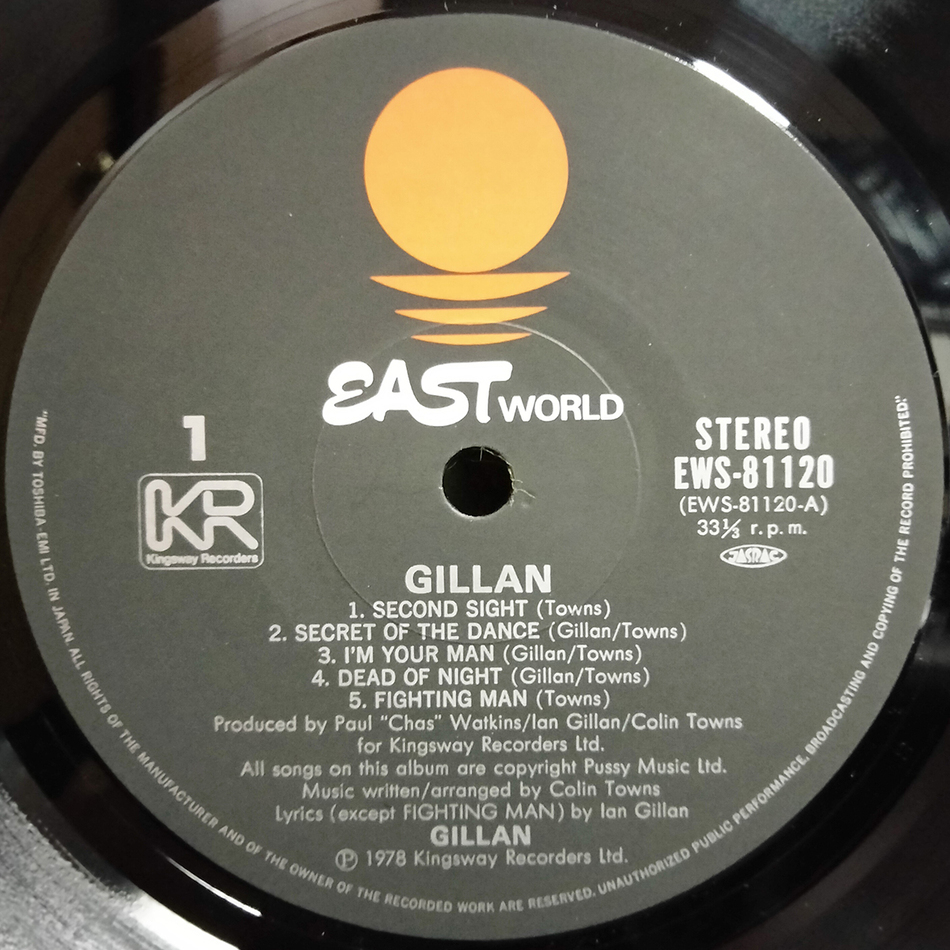 EAST WORLD
1
KR
Kingsway Recorders
STEREO
EWS-81120
(EWS-81120-A)
33⅓ r.p.m.
JASRAC
GILLAN
1. SECOND SIGHT (Towns)
2. SECRET OF THE DANCE (Gillan/Towns)
3. I'M YOUR MAN (Gillan/Towns)
4. DEAD OF NIGHT (Gillan/Towns)
5. FIGHTING MAN (Towns)
Produced by Paul "Chas" Watkins/Ian Gillan/Colin Towns
for Kingsway Recorders Ltd.
All songs on this album are copyright Pussy Music Ltd.
Music written/arranged by Colin Towns
Lyrics (except FIGHTING MAN) by Ian Gillan
GILLAN
Ⓟ 1978 Kingsway Recorders Ltd.
"MFD. BY TOSHIBA-EMI LTD. IN JAPAN ALL RIGHTS OF THE MANUFACTURER AND OF THE OWNER OF THE RECORDED WORK ARE RESERVED. UNAUTHORIZED PUBLIC PERFORMANCE, BROADCASTING AND COPYING OF THE RECORD PROHIBITED."